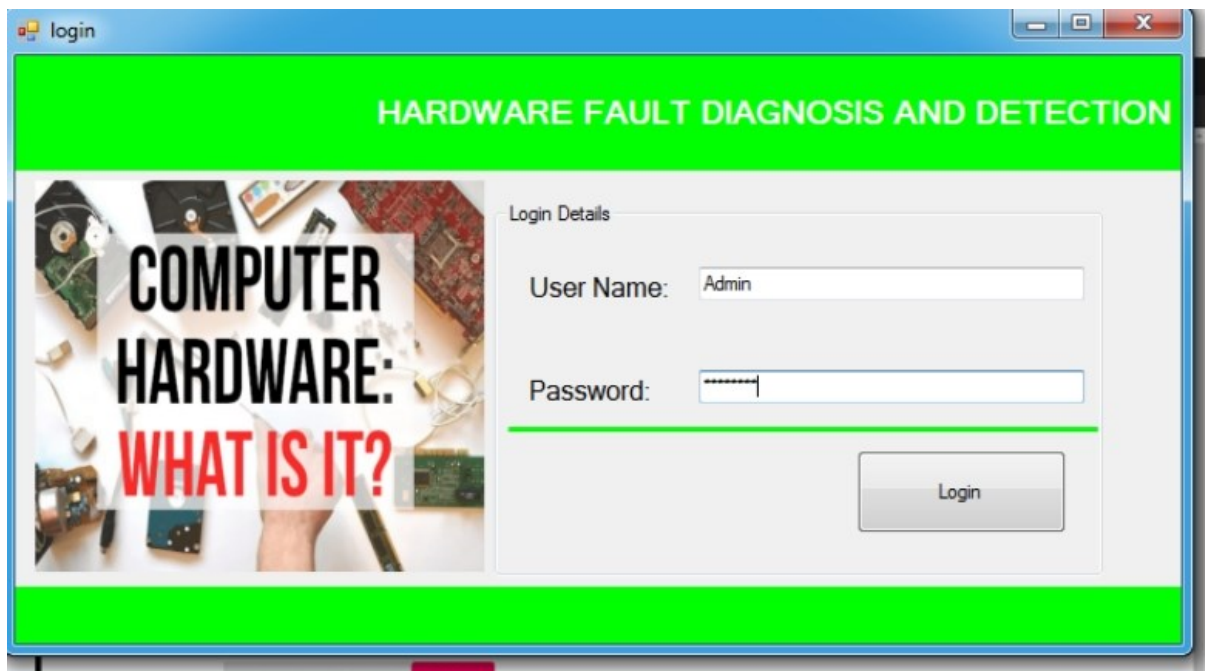 login
HARDWARE FAULT DIAGNOSIS AND DETECTION
COMPUTER
HARDWARE:
WHAT IS IT?
Login Details
User Name: Admin
Password: ********
Login